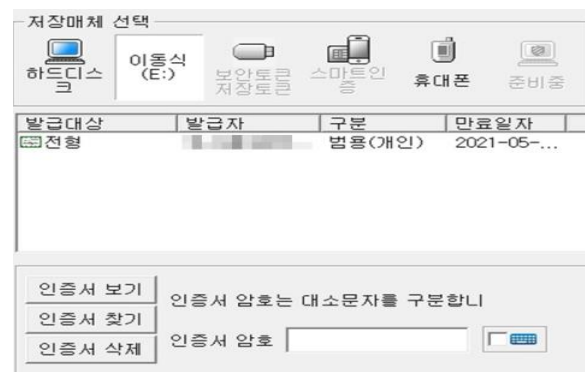 저장매체 선택
하드디스크
이동식 (E:)
보안토큰 저장토큰
스마트인증
휴대폰
준비중
발급대상 발급자 구분 만료일자
전형 범용(개인) 2021-05-...
인증서 보기
인증서 찾기
인증서 삭제
인증서 암호는 대소문자를 구분합니
인증서 암호